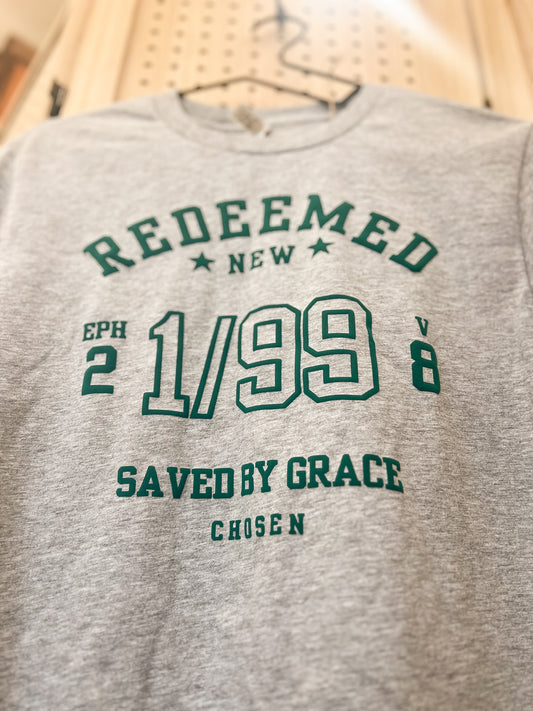 REDEEMED
★ NEW ★
EPH 1/99 V
2 8
SAVED BY GRACE
CHOSEN